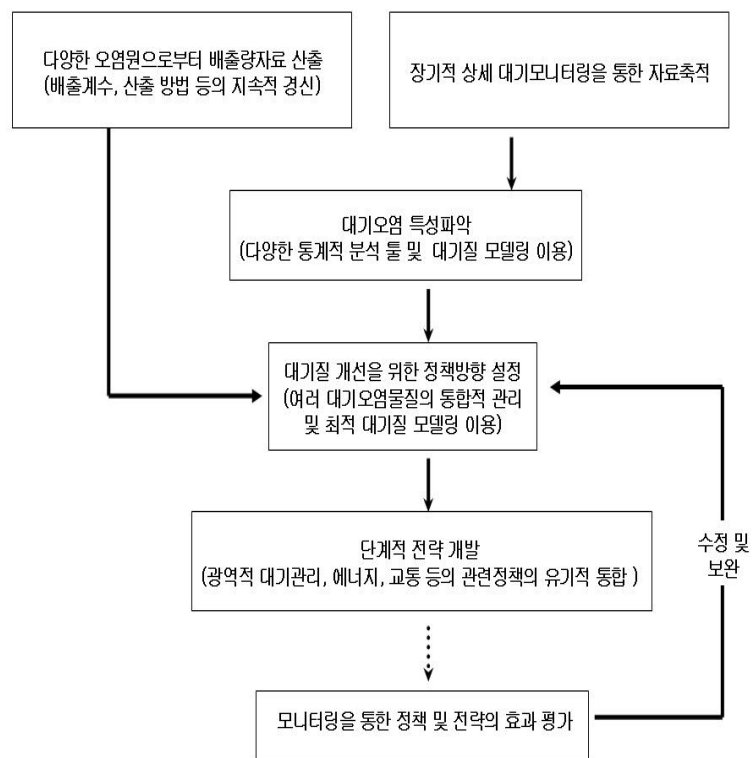 다양한 오염원으로부터 배출량자료 산출
(배출계수, 산출 방법 등의 지속적 경신)
장기적 상세 대기모니터링을 통한 자료축적
대기오염 특성파악
(다양한 통계적 분석 툴 및 대기질 모델링 이용)
대기질 개선을 위한 정책방향 설정
(여러 대기오염물질의 통합적 관리
및 최적 대기질 모델링 이용)
단계적 전략 개발
(광역적 대기관리, 에너지, 교통 등의 관련정책의 유기적 통합 )
수정 및
보완
모니터링을 통한 정책 및 전략의 효과 평가